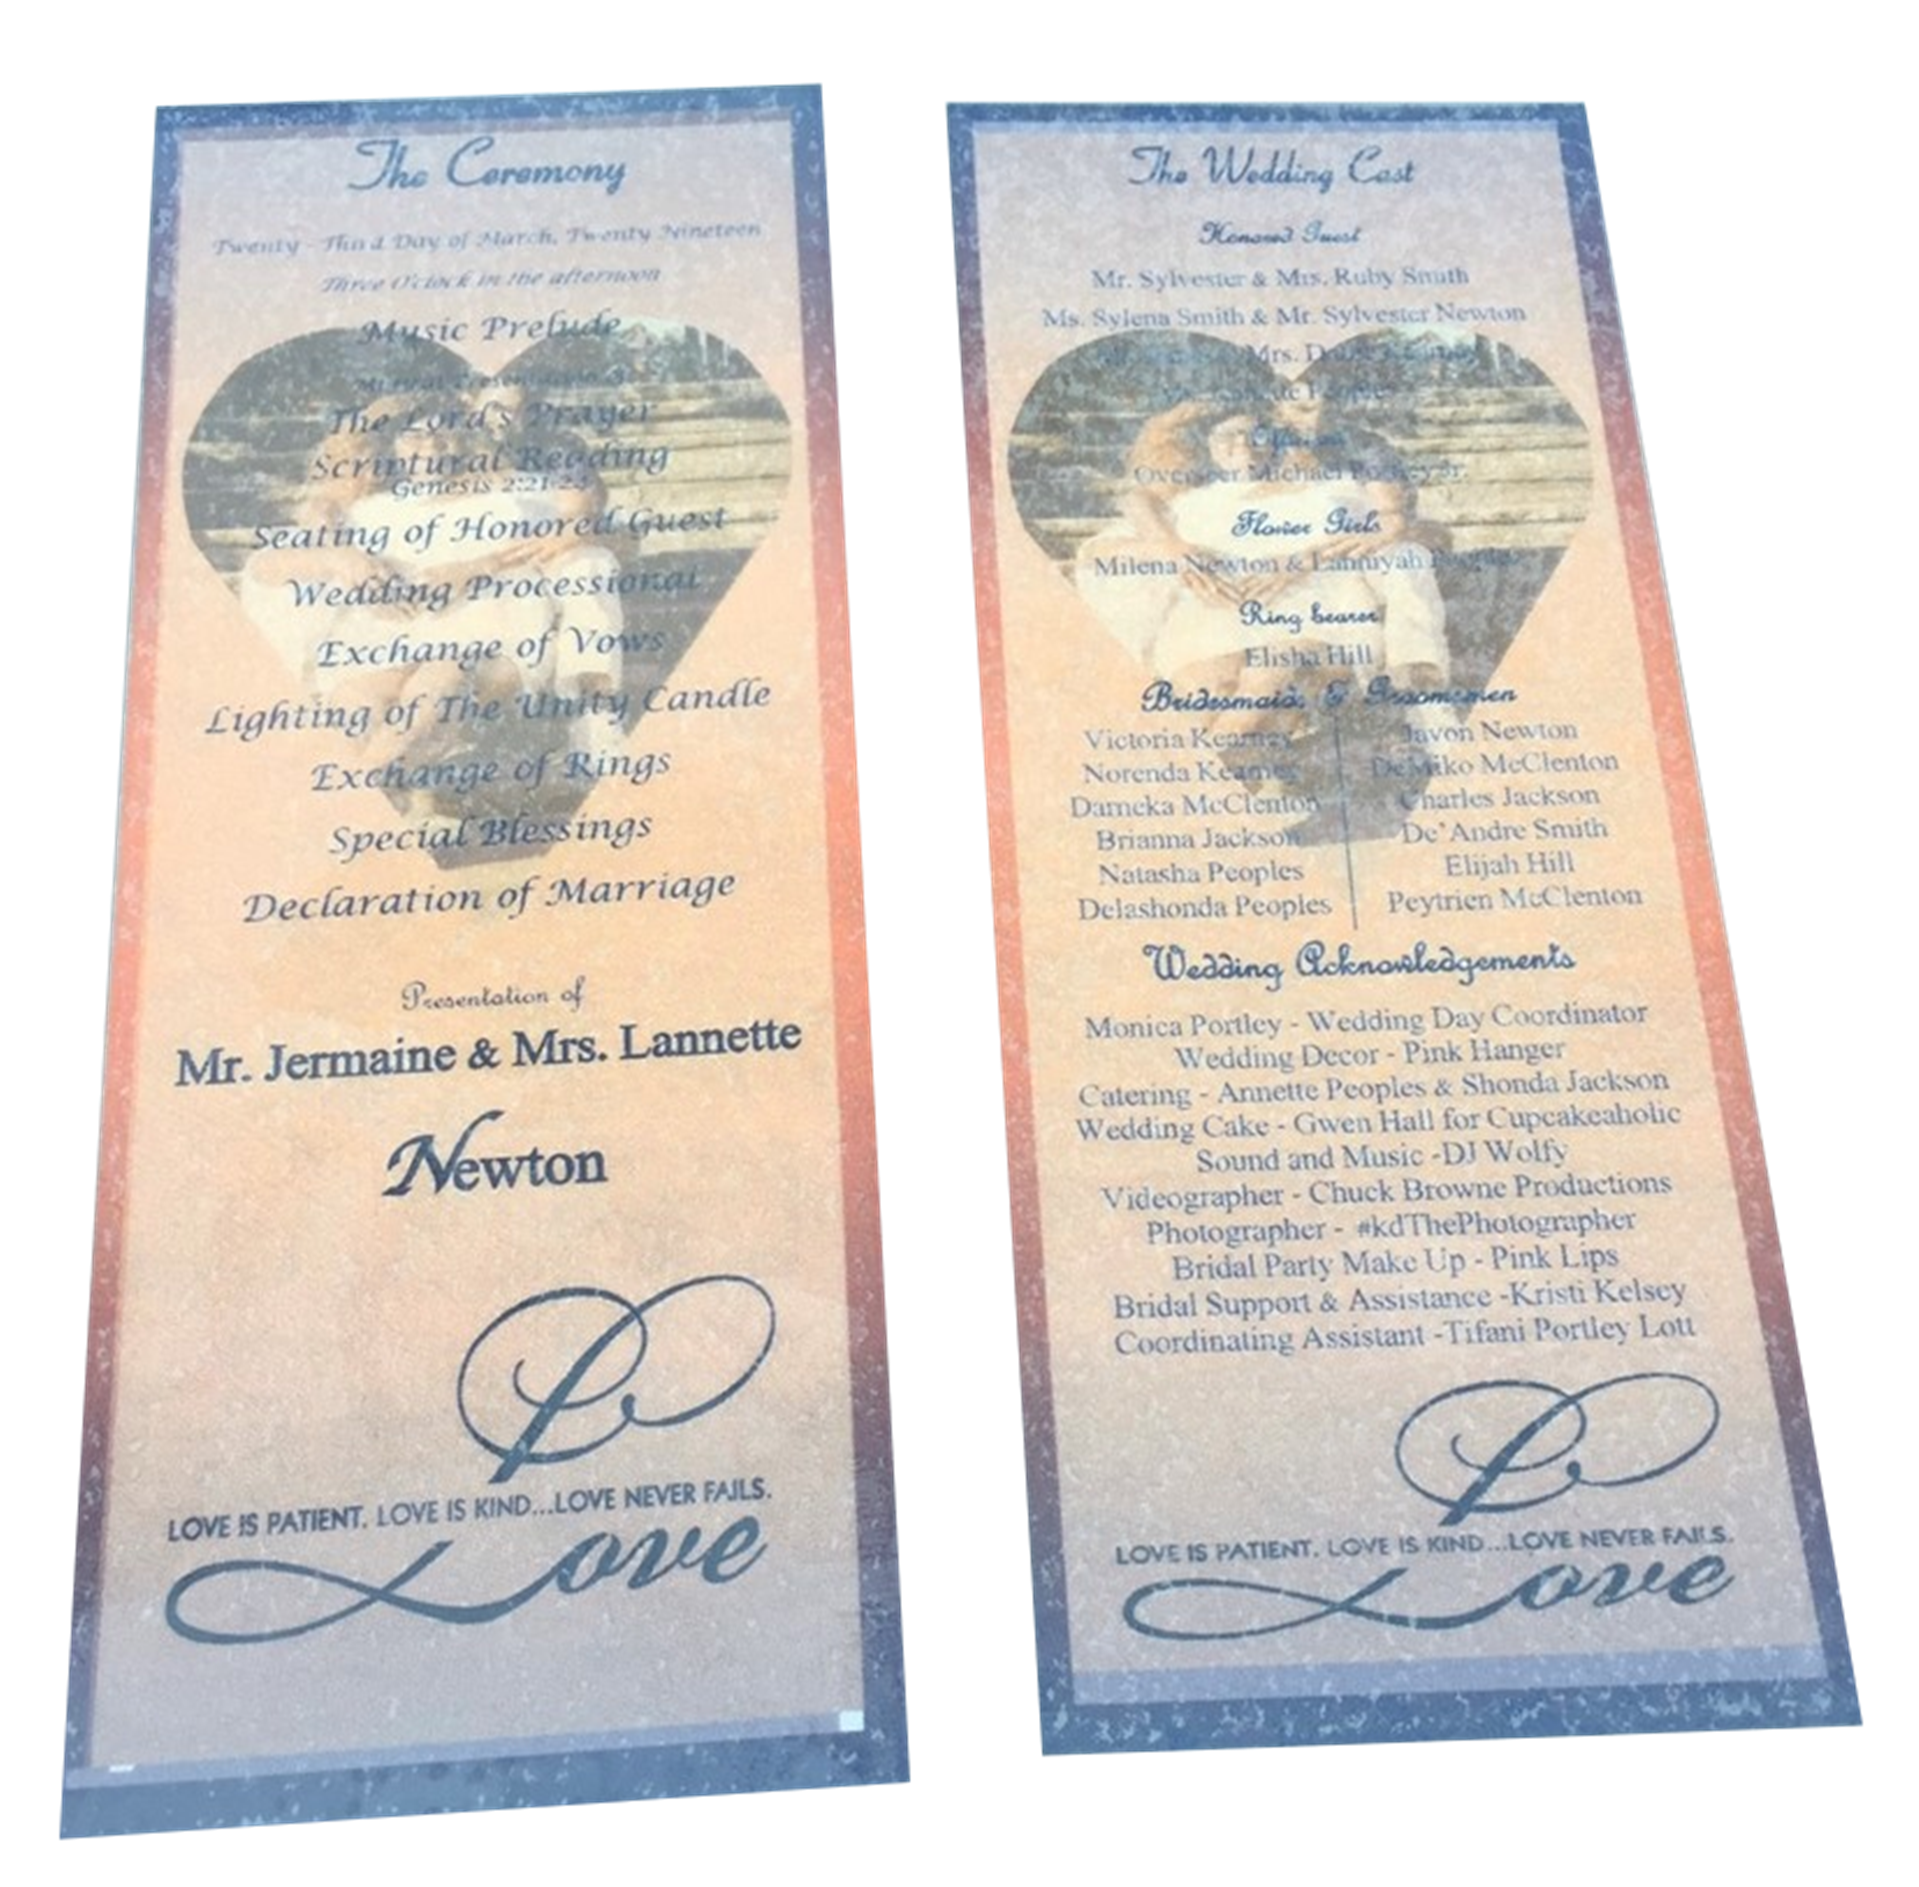 The Ceremony
Twenty - Third Day of March, Twenty Nineteen
Three O'clock in the afternoon
Music Prelude
Musical Presentation
The Lord's Prayer
Scriptural Reading
Genesis 2:21-24
Seating of Honored Guest
Wedding Processional
Exchange of Vows
Lighting of The Unity Candle
Exchange of Rings
Special Blessings
Declaration of Marriage
Presentation of
Mr. Jermaine & Mrs. Lannette
Newton
L
LOVE IS PATIENT. LOVE IS KIND...LOVE NEVER FAILS.
Love
The Wedding Cast
Honored Guest
Mr. Sylvester & Mrs. Ruby Smith
Ms. Sylena Smith & Mr. Sylvester Newton
Mrs.
Overseer Michael
Flower Girls
Milena Newton & Lanniyah Peoples
Ring bearer
Elisha Hill
Bridesmaids & Groomsmen
Victoria Kearney Javon Newton
Norenda Kearney DeMiko McClenton
Darneka McClenton Charles Jackson
Brianna Jackson De'Andre Smith
Natasha Peoples Elijah Hill
Delashonda Peoples Peytrien McClenton
Wedding Acknowledgements
Monica Portley - Wedding Day Coordinator
Wedding Decor - Pink Hanger
Catering - Annette Peoples & Shonda Jackson
Wedding Cake - Gwen Hall for Cupcakeaholic
Sound and Music -DJ Wolfy
Videographer - Chuck Browne Productions
Photographer - #kdThePhotographer
Bridal Party Make Up - Pink Lips
Bridal Support & Assistance -Kristi Kelsey
Coordinating Assistant -Tifani Portley Lott
L
LOVE IS PATIENT. LOVE IS KIND...LOVE NEVER FAILS.
Love